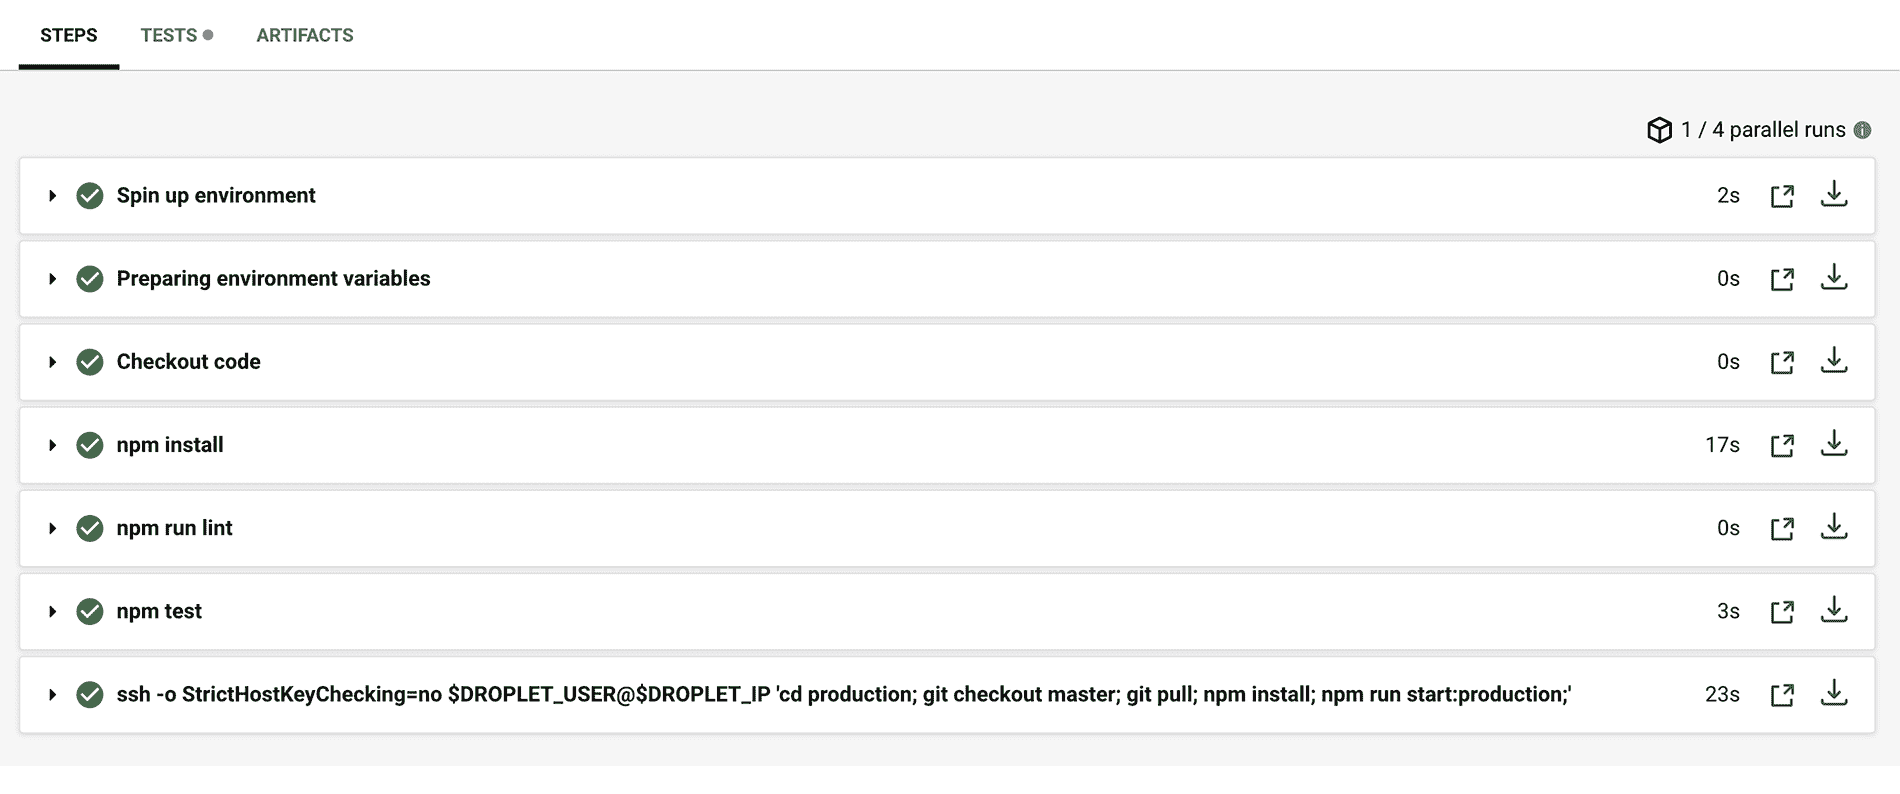 STEPS TESTS ARTIFACTS
1 / 4 parallel runs
Spin up environment 2s
Preparing environment variables 0s
Checkout code 0s
npm install 17s
npm run lint 0s
npm test 3s
ssh -o StrictHostKeyChecking=no $DROPLET_USER@$DROPLET_IP 'cd production; git checkout master; git pull; npm install; npm run start:production;' 23s